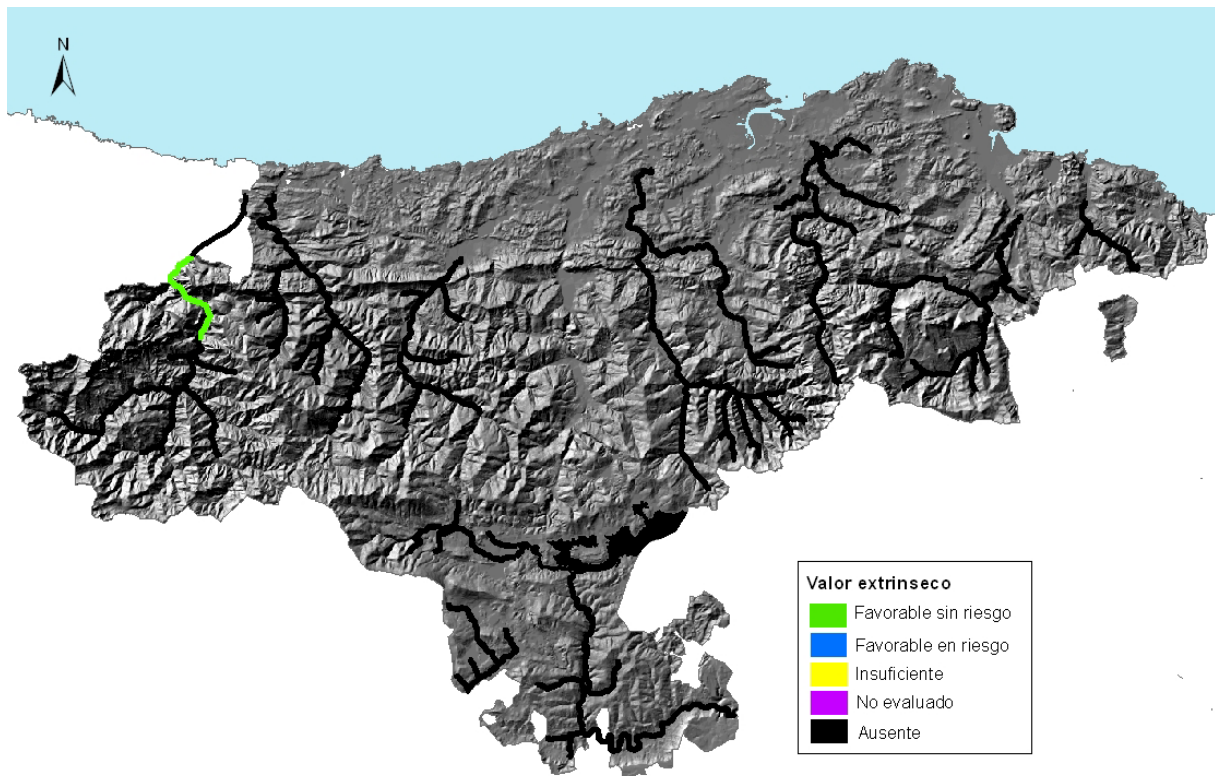 N
Valor extrinseco
Favorable sin riesgo
Favorable en riesgo
Insuficiente
No evaluado
Ausente